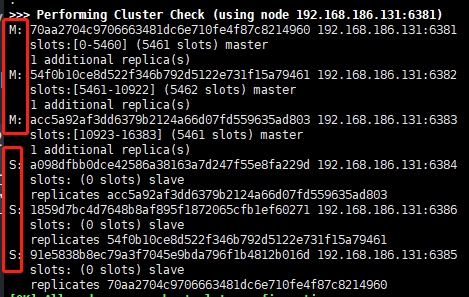 >>> Performing Cluster Check (using node 192.168.186.131:6381)
M: 70aa2704c9706663481dc6e710fe4f87c8214960 192.168.186.131:6381
slots:[0-5460] (5461 slots) master
1 additional replica(s)
M: 54f0b10ce8d522f346b792d5122e731f15a79461 192.168.186.131:6382
slots:[5461-10922] (5462 slots) master
1 additional replica(s)
M: acc5a92af3dd6379b2124a66d07fd559635ad803 192.168.186.131:6383
slots:[10923-16383] (5461 slots) master
1 additional replica(s)
S: a098dfbb0dce42586a38163a7d247f55e8fa229d 192.168.186.131:6384
slots: (0 slots) slave
replicates acc5a92af3dd6379b2124a66d07fd559635ad803
S: 1859d7bc4d7648b8af895f1872065cfb1ef60271 192.168.186.131:6386
slots: (0 slots) slave
replicates 54f0b10ce8d522f346b792d5122e731f15a79461
S: 91e5838b8ec79a3f7045e9bda796f1b4812b016d 192.168.186.131:6385
slots: (0 slots) slave
replicates 70aa2704c9706663481dc6e710fe4f87c8214960